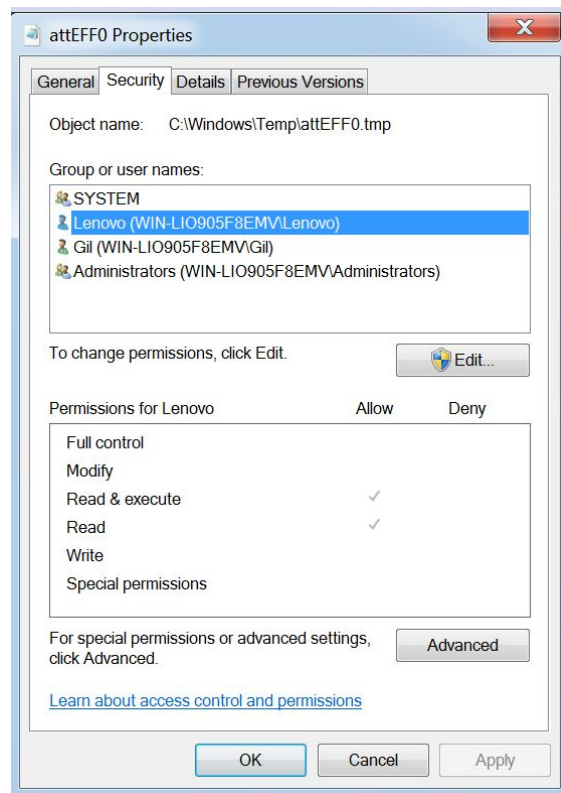 attEFF0 Properties
General Security Details Previous Versions
Object name: C:\Windows\Temp\attEFF0.tmp
Group or user names:
SYSTEM
Lenovo (WIN-LIO905F8EMV\Lenovo)
Gil (WIN-LIO905F8EMV\Gil)
Administrators (WIN-LIO905F8EMV\Administrators)
To change permissions, click Edit.
Edit...
Permissions for Lenovo Allow Deny
Full control
Modify
Read & execute
Read
Write
Special permissions
For special permissions or advanced settings,
click Advanced.
Advanced
Learn about access control and permissions
OK Cancel Apply